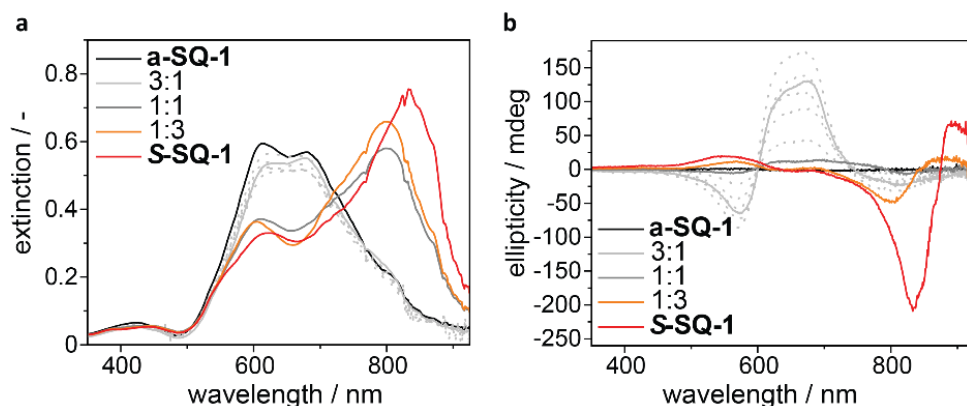 a
extinction / -
0.8
0.6
0.4
0.2
0
a-SQ-1
3:1
1:1
1:3
S-SQ-1
400
600
800
wavelength / nm
b
ellipticity / mdeg
150
100
50
0
-50
-100
-150
-200
-250
a-SQ-1
3:1
1:1
1:3
S-SQ-1
400
600
800
wavelength / nm